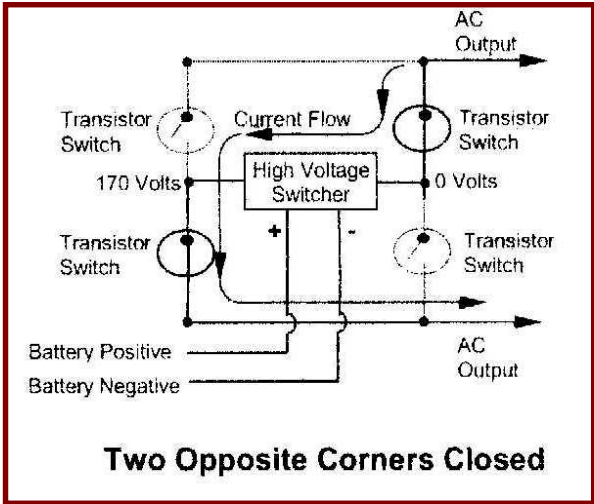 AC
Output
Transistor
Switch
Current Flow
Transistor
Switch
170 Volts
High Voltage
Switcher
0 Volts
+
-
Transistor
Switch
Transistor
Switch
Battery Positive
Battery Negative
AC
Output
Two Opposite Corners Closed